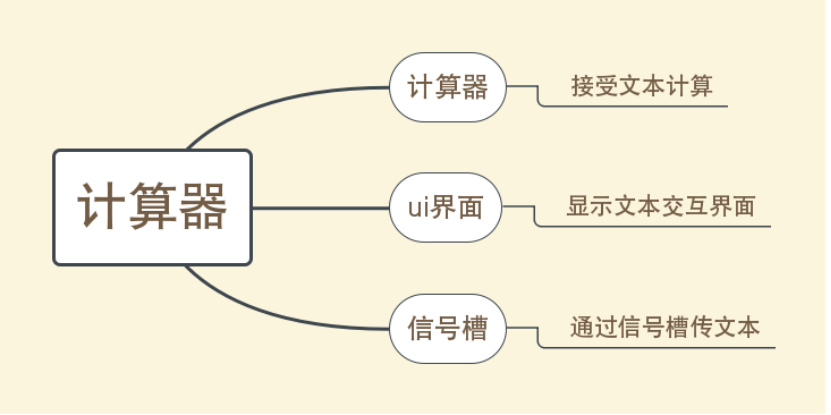 计算器
计算器
接受文本计算
ui界面
显示文本交互界面
信号槽
通过信号槽传文本